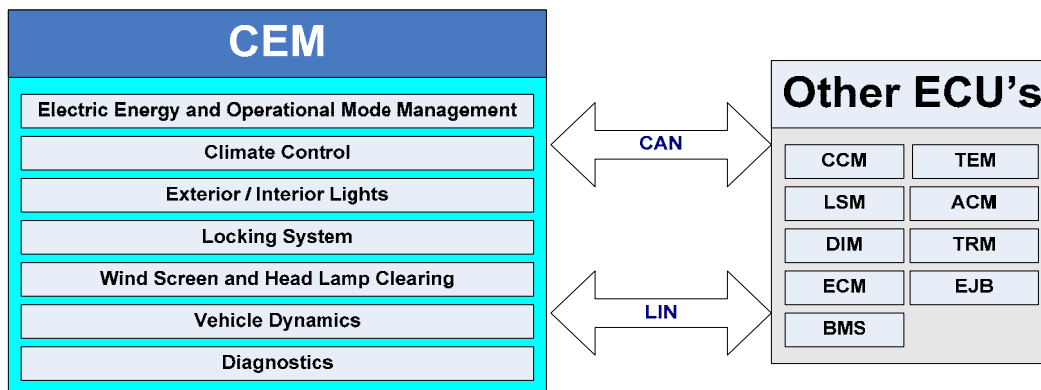 CEM
Electric Energy and Operational Mode Management
Climate Control
Exterior / Interior Lights
Locking System
Wind Screen and Head Lamp Clearing
Vehicle Dynamics
Diagnostics
CAN
LIN
Other ECU's
CCM TEM
LSM ACM
DIM TRM
ECM EJB
BMS